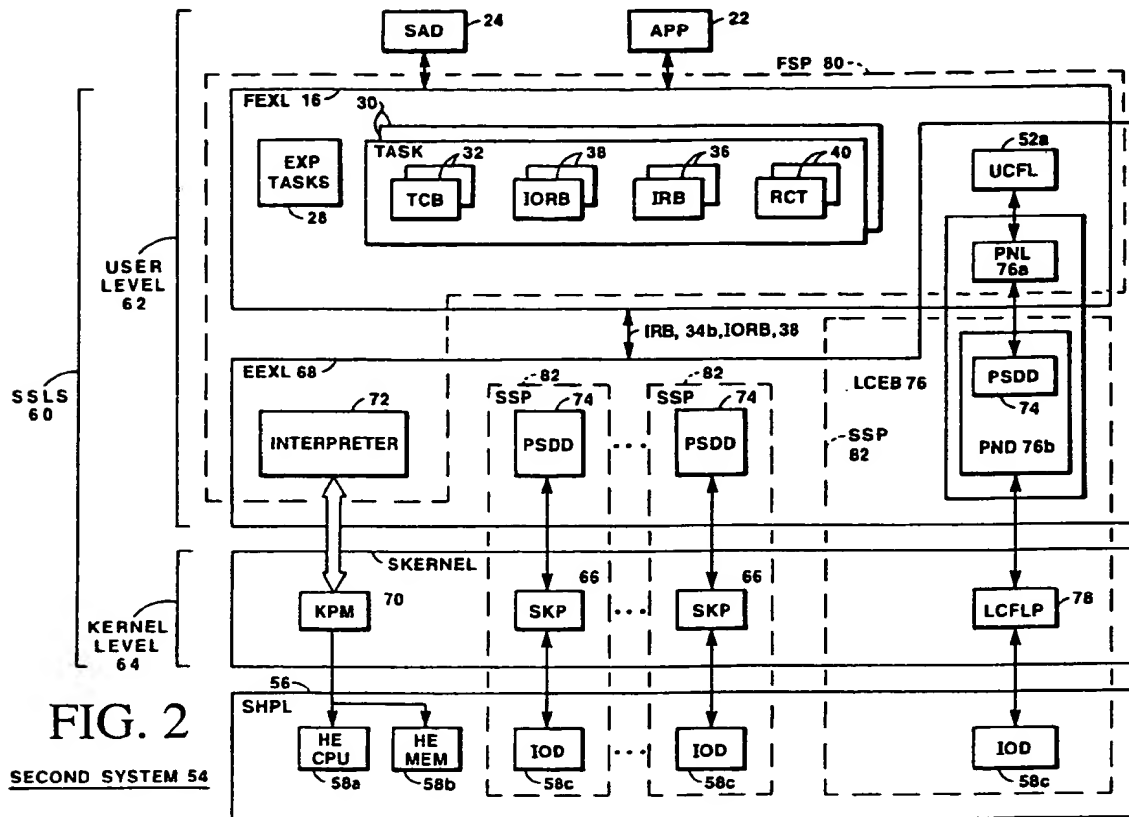 SAD
24
APP
22
FSP 80
FEXL 16
30
EXP
TASKS
28
TASK
32
TCB
38
IORB
36
IRB
40
RCT
52a
UCFL
PNL
76a
USER
LEVEL
62
IRB, 34b, IORB, 38
EEXL 68
72
INTERPRETER
82
SSP
74
PSDD
82
SSP
74
PSDD
LCEB 76
PSDD
74
PND 76b
SSP
82
SSLS
60
SKERNEL
KPM
70
66
SKP
66
SKP
LCFLP
78
KERNEL
LEVEL
64
56
SHPL
HE
CPU
58a
HE
MEM
58b
IOD
58c
IOD
58c
IOD
58c
FIG. 2
SECOND SYSTEM 54